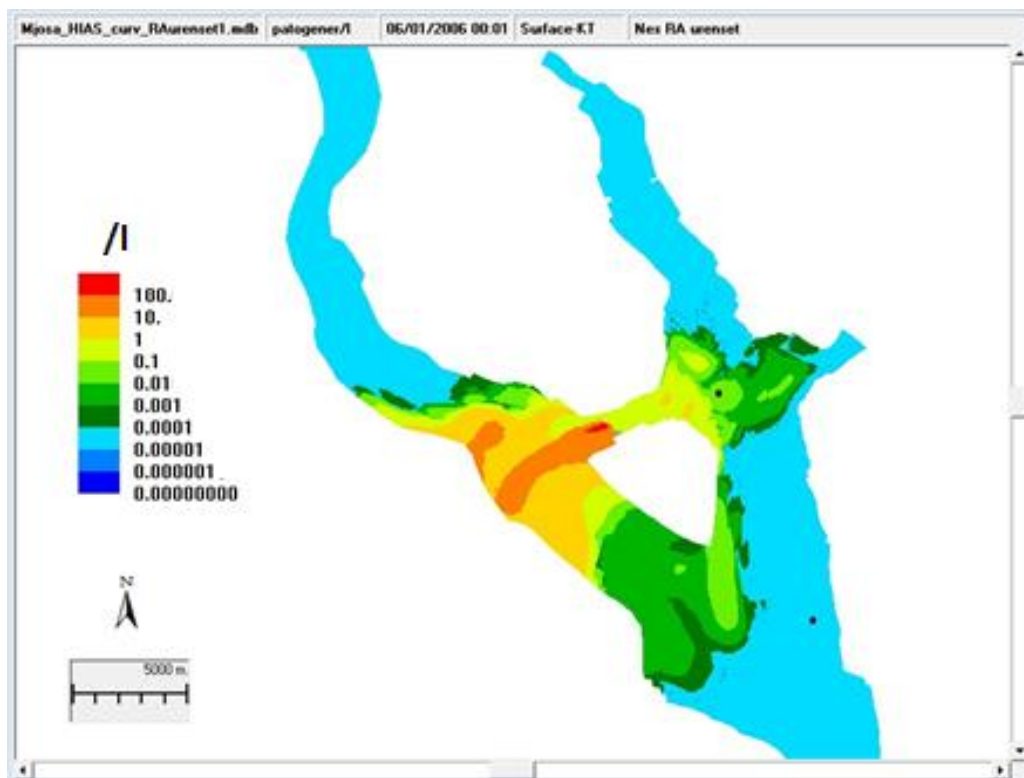 Mjosa_HIAS_curv_RAurenset1.mdb patogener/l 06/01/2006 00:01 Surface-KT Nes RA urenset
/l
100.
10.
1
0.1
0.01
0.001
0.0001
0.00001
0.000001
0.00000000
N
5000 m.